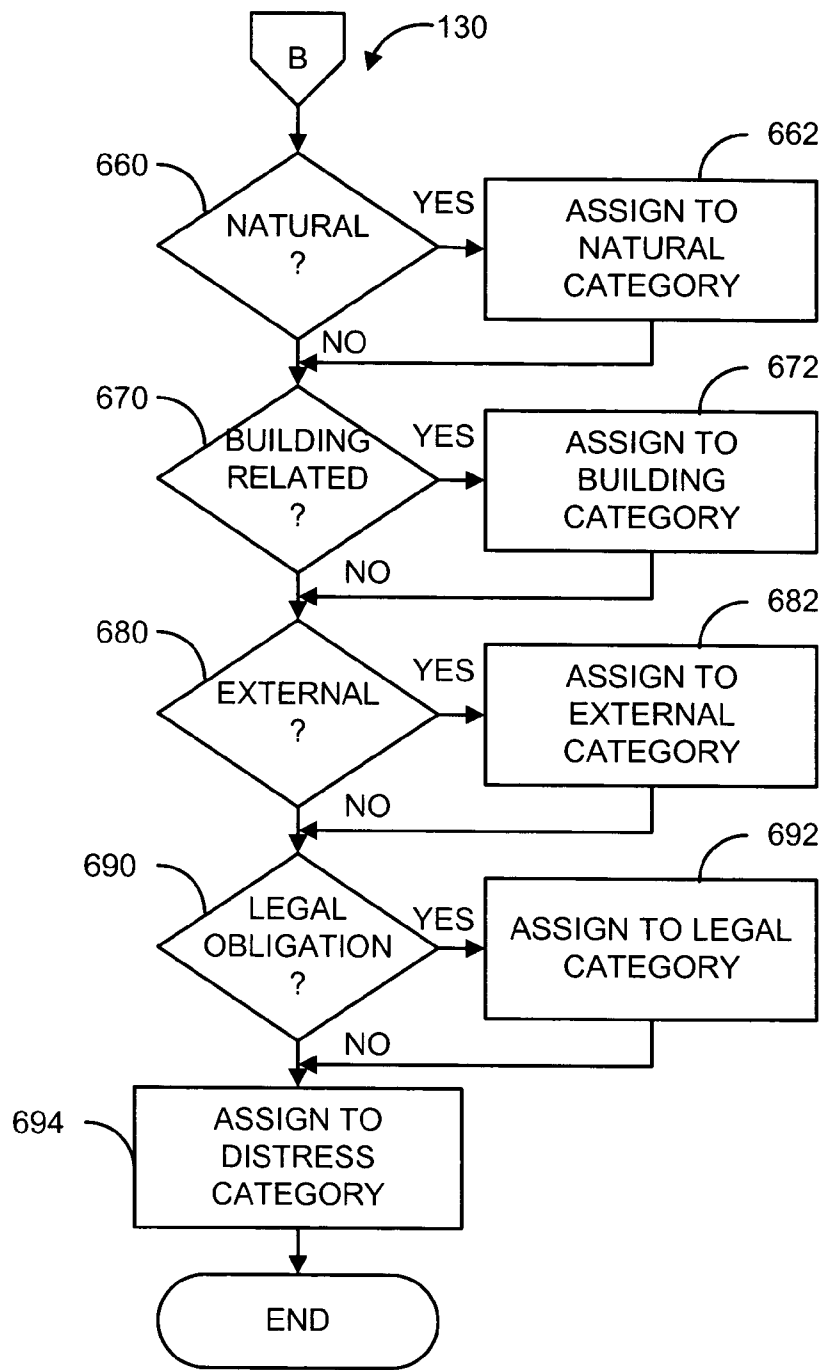 130
B
660
NATURAL
?
YES
662
ASSIGN TO
NATURAL
CATEGORY
NO
670
BUILDING
RELATED
?
YES
672
ASSIGN TO
BUILDING
CATEGORY
NO
680
EXTERNAL
?
YES
682
ASSIGN TO
EXTERNAL
CATEGORY
NO
690
LEGAL
OBLIGATION
?
YES
692
ASSIGN TO LEGAL
CATEGORY
NO
694
ASSIGN TO
DISTRESS
CATEGORY
END